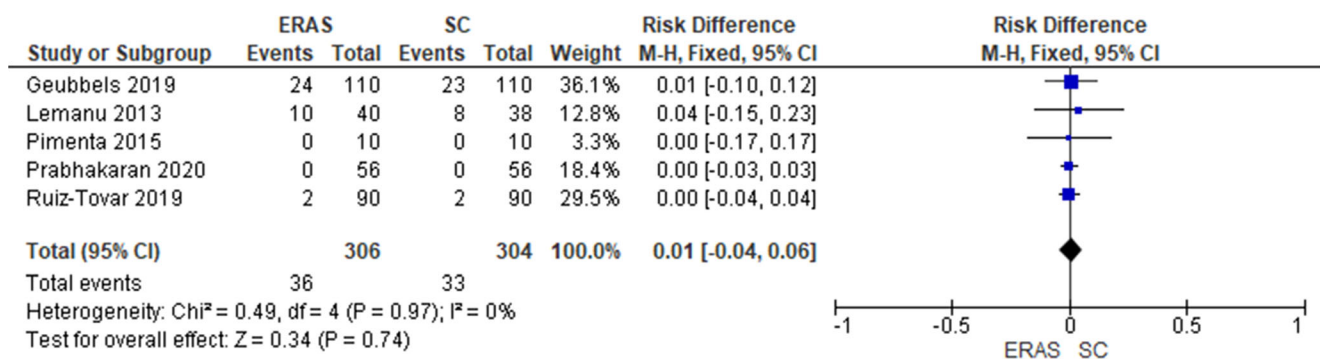 ERAS SC Risk Difference Risk Difference
Study or Subgroup Events Total Events Total Weight M-H, Fixed, 95% CI M-H, Fixed, 95% CI
Geubbels 2019 24 110 23 110 36.1% 0.01 [-0.10, 0.12]
Lemanu 2013 10 40 8 38 12.8% 0.04 [-0.15, 0.23]
Pimenta 2015 0 10 0 10 3.3% 0.00 [-0.17, 0.17]
Prabhakaran 2020 0 56 0 56 18.4% 0.00 [-0.03, 0.03]
Ruiz-Tovar 2019 2 90 2 90 29.5% 0.00 [-0.04, 0.04]
Total (95% CI) 306 304 100.0% 0.01 [-0.04, 0.06]
Total events 36 33
Heterogeneity: Chi² = 0.49, df = 4 (P = 0.97); I² = 0%
Test for overall effect: Z = 0.34 (P = 0.74)
-1 -0.5 0 0.5 1
ERAS SC